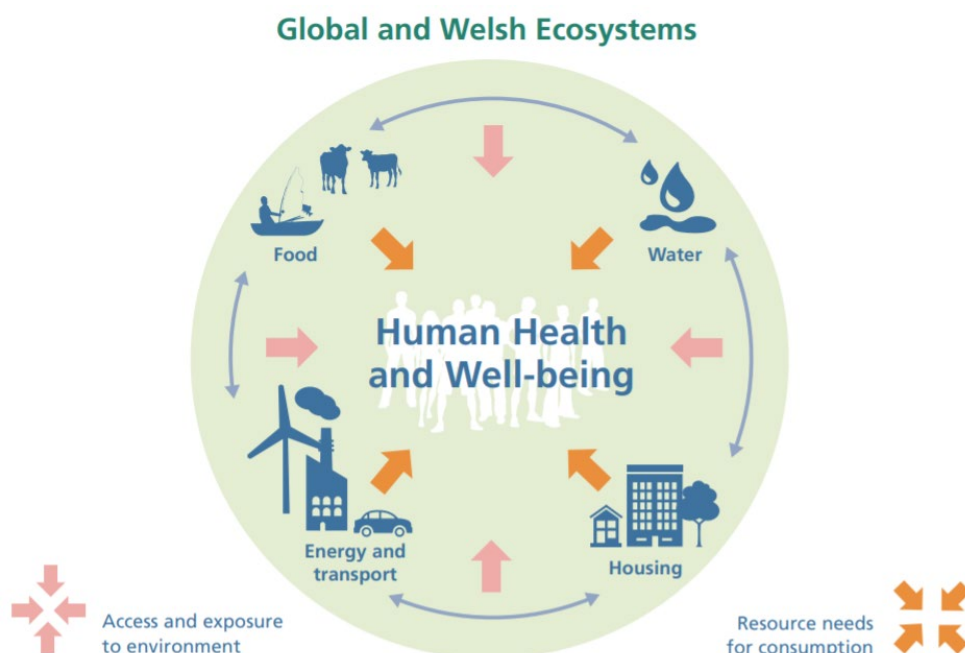 Global and Welsh Ecosystems
Food
Water
Human Health
and Well-being
Energy and
transport
Housing
Access and exposure
to environment
Resource needs
for consumption